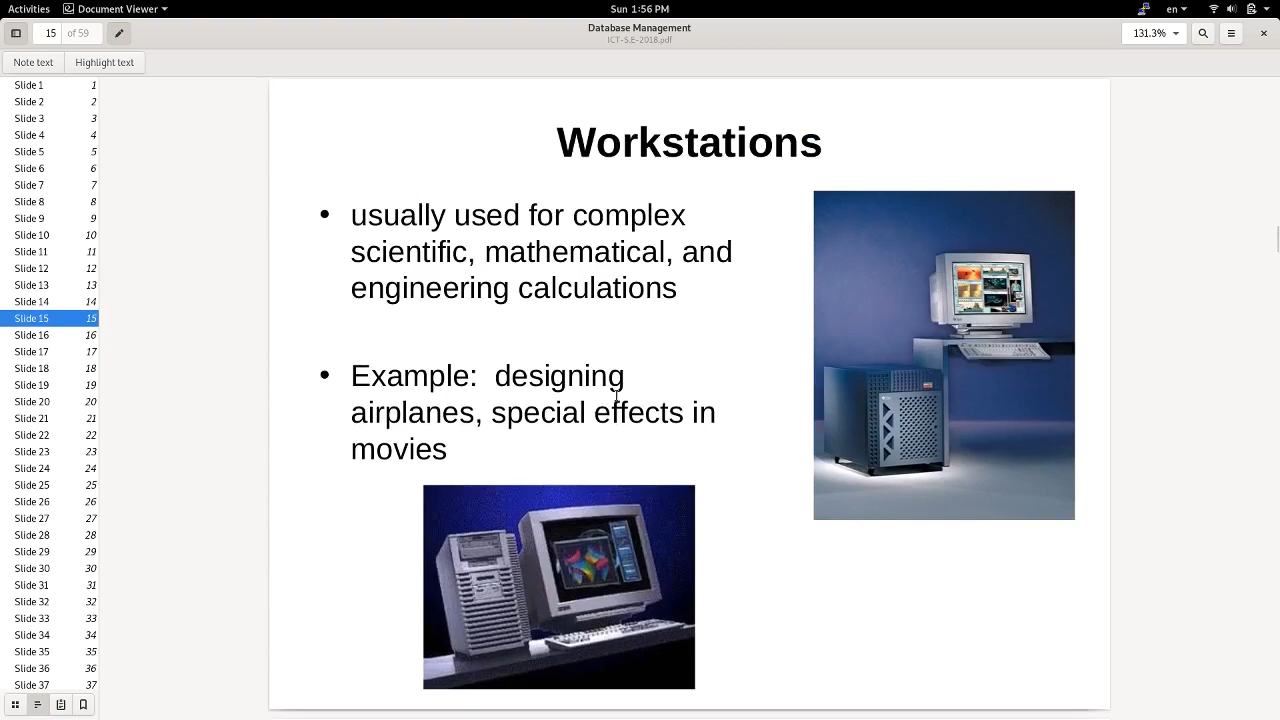 Activities
Document Viewer
Sun 1:56 PM
en
15 of 59
Database Management
ICT-S.E-2018.pdf
131.3%
Note text
Highlight text
Slide 1 1
Slide 2 2
Slide 3 3
Slide 4 4
Slide 5 5
Slide 6 6
Slide 7 7
Slide 8 8
Slide 9 9
Slide 10 10
Slide 11 11
Slide 12 12
Slide 13 13
Slide 14 14
Slide 15 15
Slide 16 16
Slide 17 17
Slide 18 18
Slide 19 19
Slide 20 20
Slide 21 21
Slide 22 22
Slide 23 23
Slide 24 24
Slide 25 25
Slide 26 26
Slide 27 27
Slide 28 28
Slide 29 29
Slide 30 30
Slide 31 31
Slide 32 32
Slide 33 33
Slide 34 34
Slide 35 35
Slide 36 36
Slide 37 37
Workstations
• usually used for complex
scientific, mathematical, and
engineering calculations
• Example: designing
airplanes, special effects in
movies